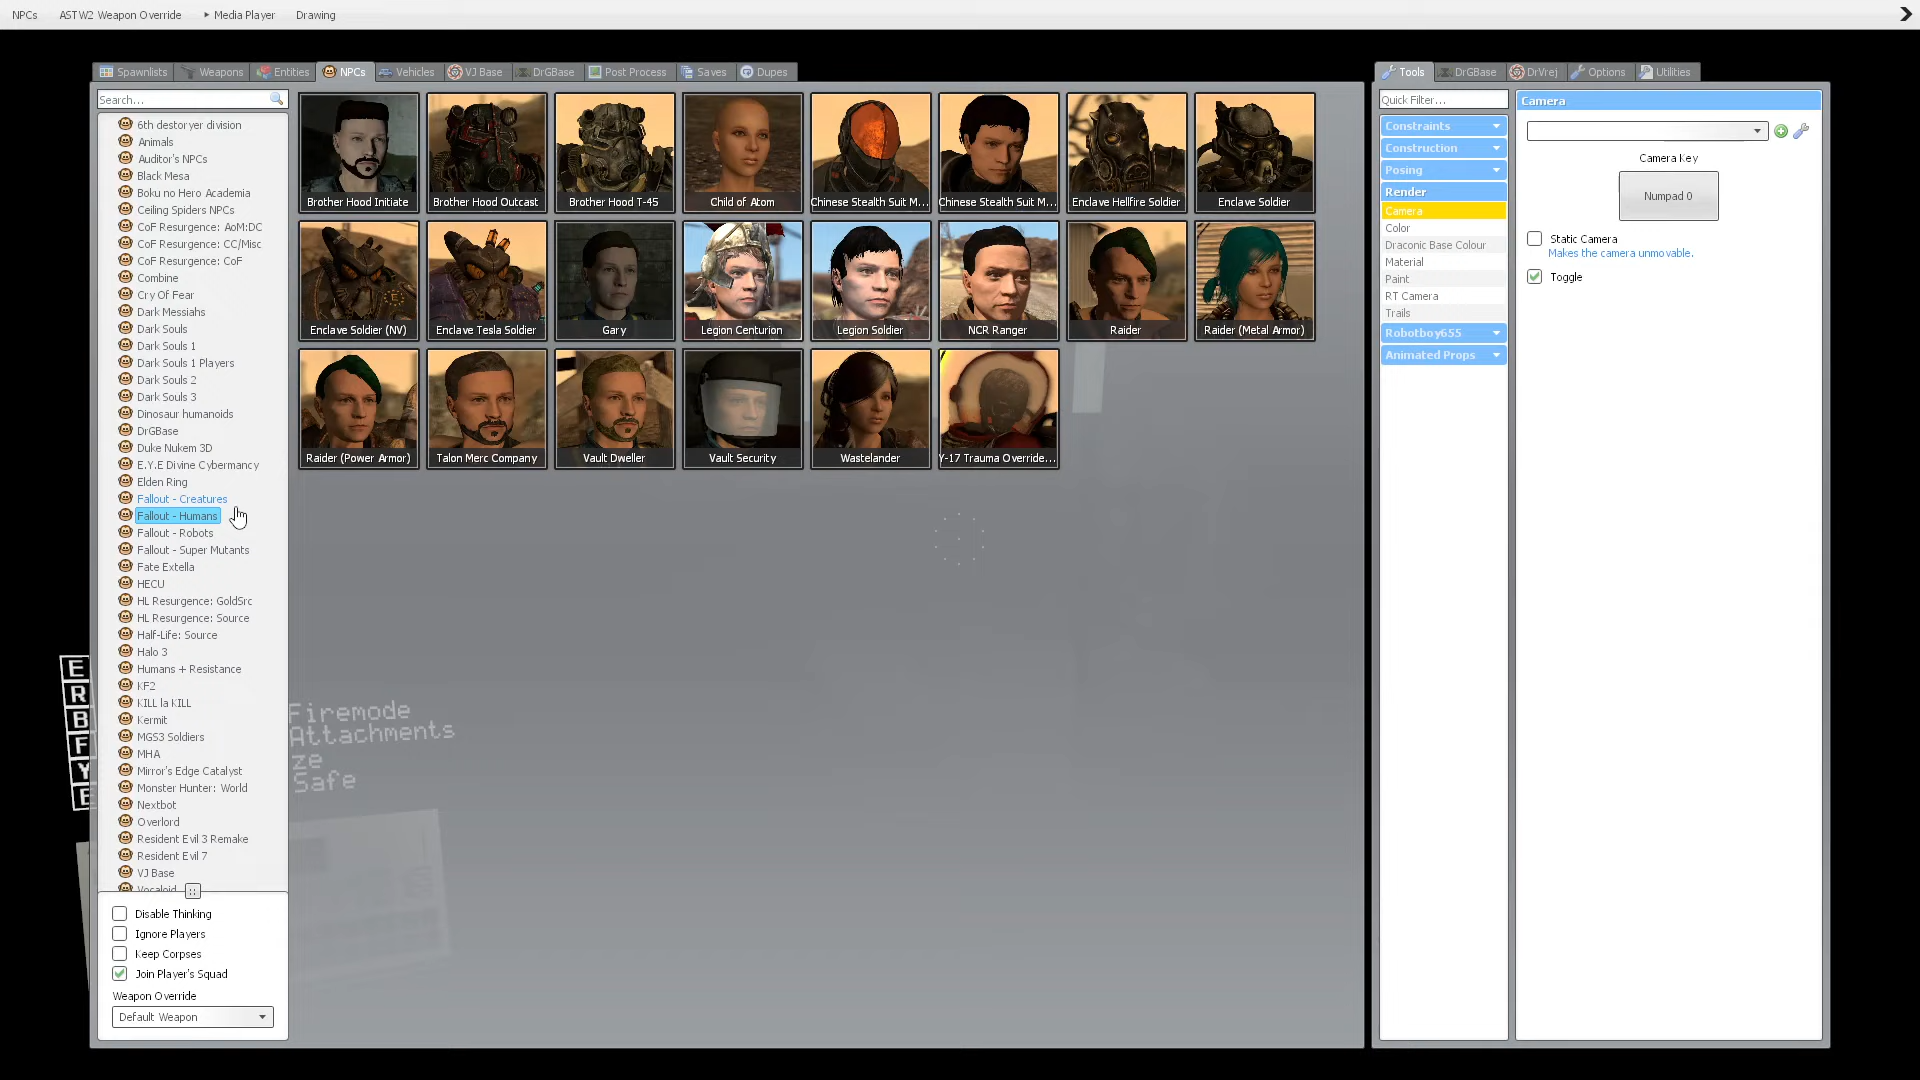 NPCs ASTW2 Weapon Override Media Player Drawing
Spawnlists Weapons Entities NPCs Vehicles VJ Base DrGBase Post Process Saves Dupes
Search...
6th destoryer division
Animals
Auditor's NPCs
Black Mesa
Boku no Hero Academia
Ceiling Spiders NPCs
CoF Resurgence: AoM:DC
CoF Resurgence: CC/Misc
CoF Resurgence: CoF
Combine
Cry Of Fear
Dark Messiahs
Dark Souls
Dark Souls 1
Dark Souls 1 Players
Dark Souls 2
Dark Souls 3
Dinosaur humanoids
DrGBase
Duke Nukem 3D
E.Y.E Divine Cybermancy
Elden Ring
Fallout - Creatures
Fallout - Humans
Fallout - Robots
Fallout - Super Mutants
Fate Extella
HECU
HL Resurgence: GoldSrc
HL Resurgence: Source
Half-Life: Source
Halo 3
Humans + Resistance
KF2
KILL la KILL
Kermit
MGS3 Soldiers
MHA
Mirror's Edge Catalyst
Monster Hunter: World
Nextbot
Overlord
Resident Evil 3 Remake
Resident Evil 7
VJ Base
Vocaloid
Disable Thinking
Ignore Players
Keep Corpses
Join Player's Squad
Weapon Override
Default Weapon
Brother Hood Initiate Brother Hood Outcast Brother Hood T-45 Child of Atom Chinese Stealth Suit M... Chinese Stealth Suit M... Enclave Hellfire Soldier Enclave Soldier
Enclave Soldier (NV) Enclave Tesla Soldier Gary Legion Centurion Legion Soldier NCR Ranger Raider Raider (Metal Armor)
Raider (Power Armor) Talon Merc Company Vault Dweller Vault Security Wastelander Y-17 Trauma Override...
E
R
B
F
Y
E
Firemode
Attachments
ze
Safe
Tools DrGBase DrVrej Options Utilities
Quick Filter...
Constraints
Construction
Posing
Render
Camera
Color
Draconic Base Colour
Material
Paint
RT Camera
Trails
Robotboy655
Animated Props
Camera
Camera Key
Numpad 0
Static Camera
Makes the camera unmovable.
Toggle